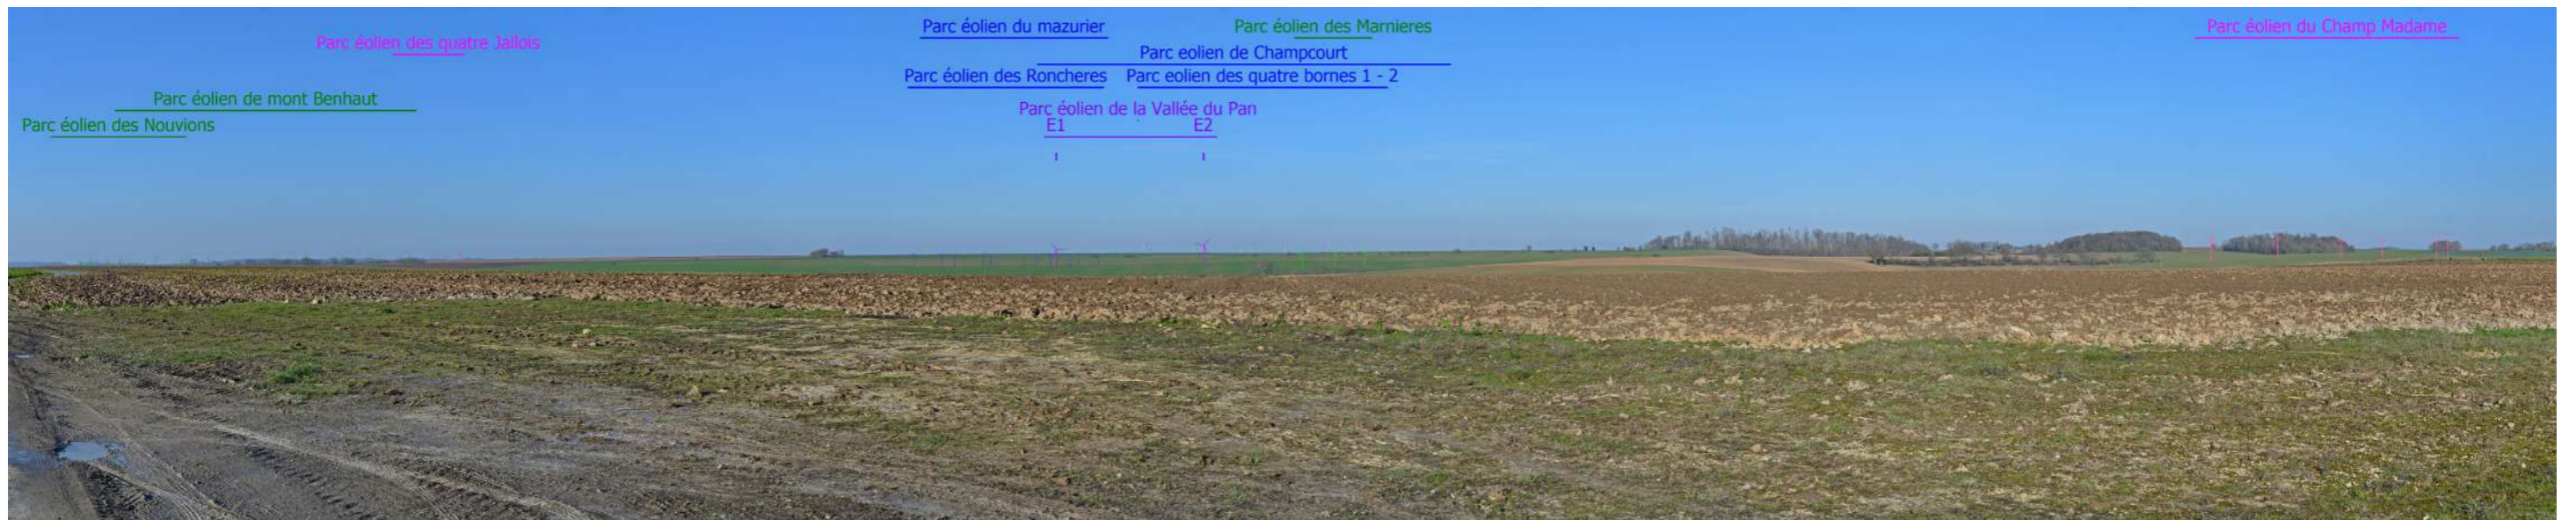 Parc éolien du mazurier
Parc éolien des Marnieres
Parc éolien du Champ Madame
Parc éolien des quatre Jallois
Parc eolien de Champcourt
Parc éolien des Roncheres
Parc eolien des quatre bornes 1 - 2
Parc éolien de mont Benhaut
Parc éolien de la Vallée du Pan
Parc éolien des Nouvions
E1
E2